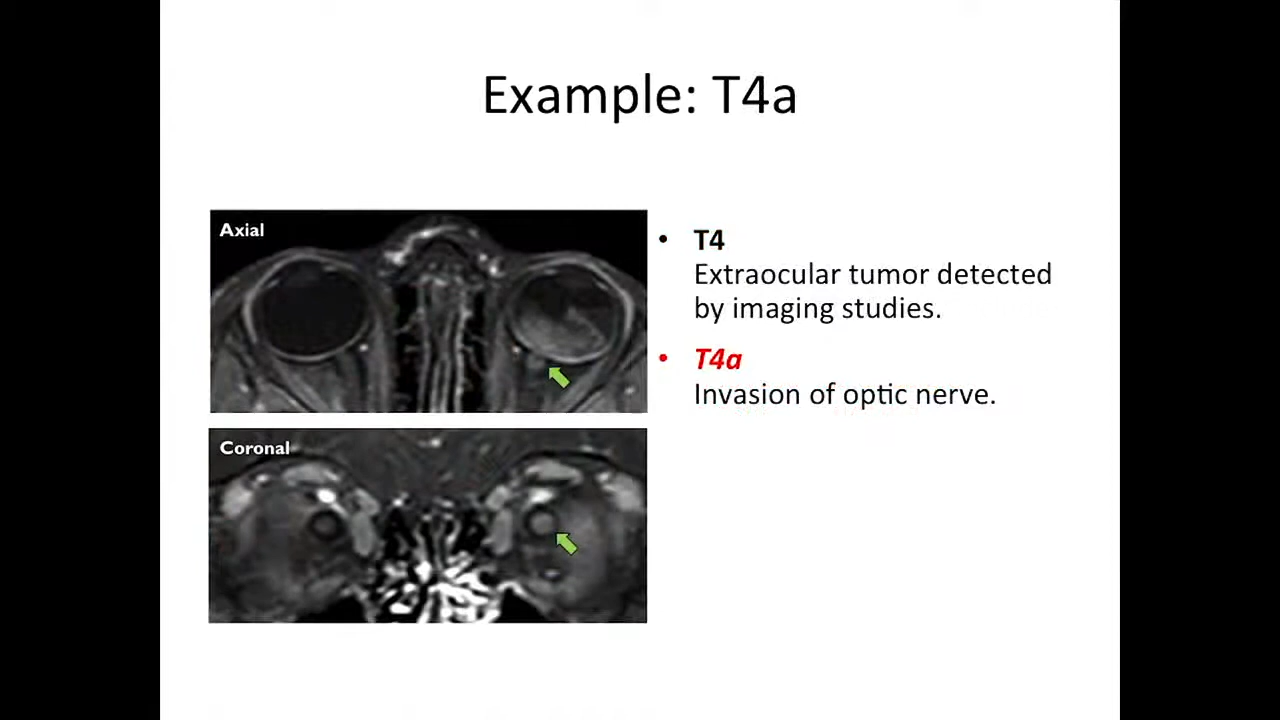 Example: T4a
Axial
Coronal
• T4
Extraocular tumor detected
by imaging studies.
• T4a
Invasion of optic nerve.